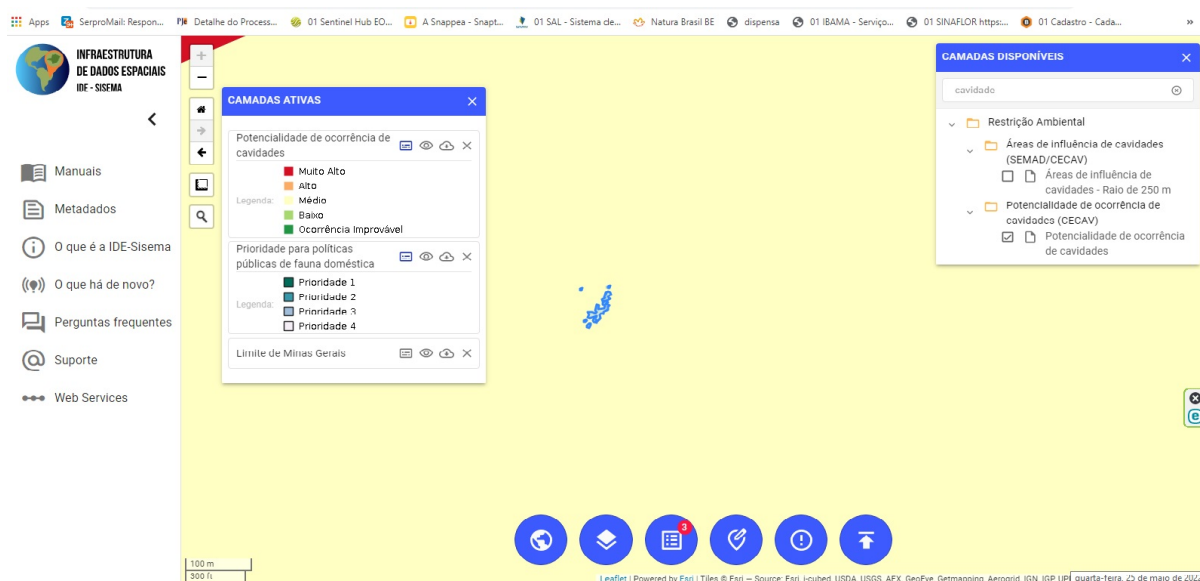 Apps SerproMail: Respon... Detalhe do Process... 01 Sentinel Hub EO... A Snappea - Snapt... 01 SAL - Sistema de... Natura Brasil BE dispensa 01 IBAMA - Serviço... 01 SINAFLOR https:... 01 Cadastro - Cada... »
INFRAESTRUTURA
DE DADOS ESPACIAIS
IDE - SISEMA
Manuais
Metadados
O que é a IDE-Sisema
O que há de novo?
Perguntas frequentes
Suporte
Web Services
CAMADAS ATIVAS
Potencialidade de ocorrência de
cavidades
Legenda:
Muito Alto
Alto
Médio
Baixo
Ocorrência Improvável
Prioridade para políticas
públicas de fauna doméstica
Legenda:
Prioridade 1
Prioridade 2
Prioridade 3
Prioridade 4
Limite de Minas Gerais
CAMADAS DISPONÍVEIS
cavidade
Restrição Ambiental
Áreas de influência de cavidades
(SEMAD/CECAV)
Áreas de influência de
cavidades - Raio de 250 m
Potencialidade de ocorrência de
cavidades (CECAV)
Potencialidade de ocorrência
de cavidades
3
100 m
300 ft
Leaflet | Powered by Esri | Tiles © Esri — Source: Esri, i-cubed, USDA, USGS, AEX, GeoEye, Getmapping, Aerogrid, IGN, IGP, UPR
quarta-feira, 25 de maio de 202